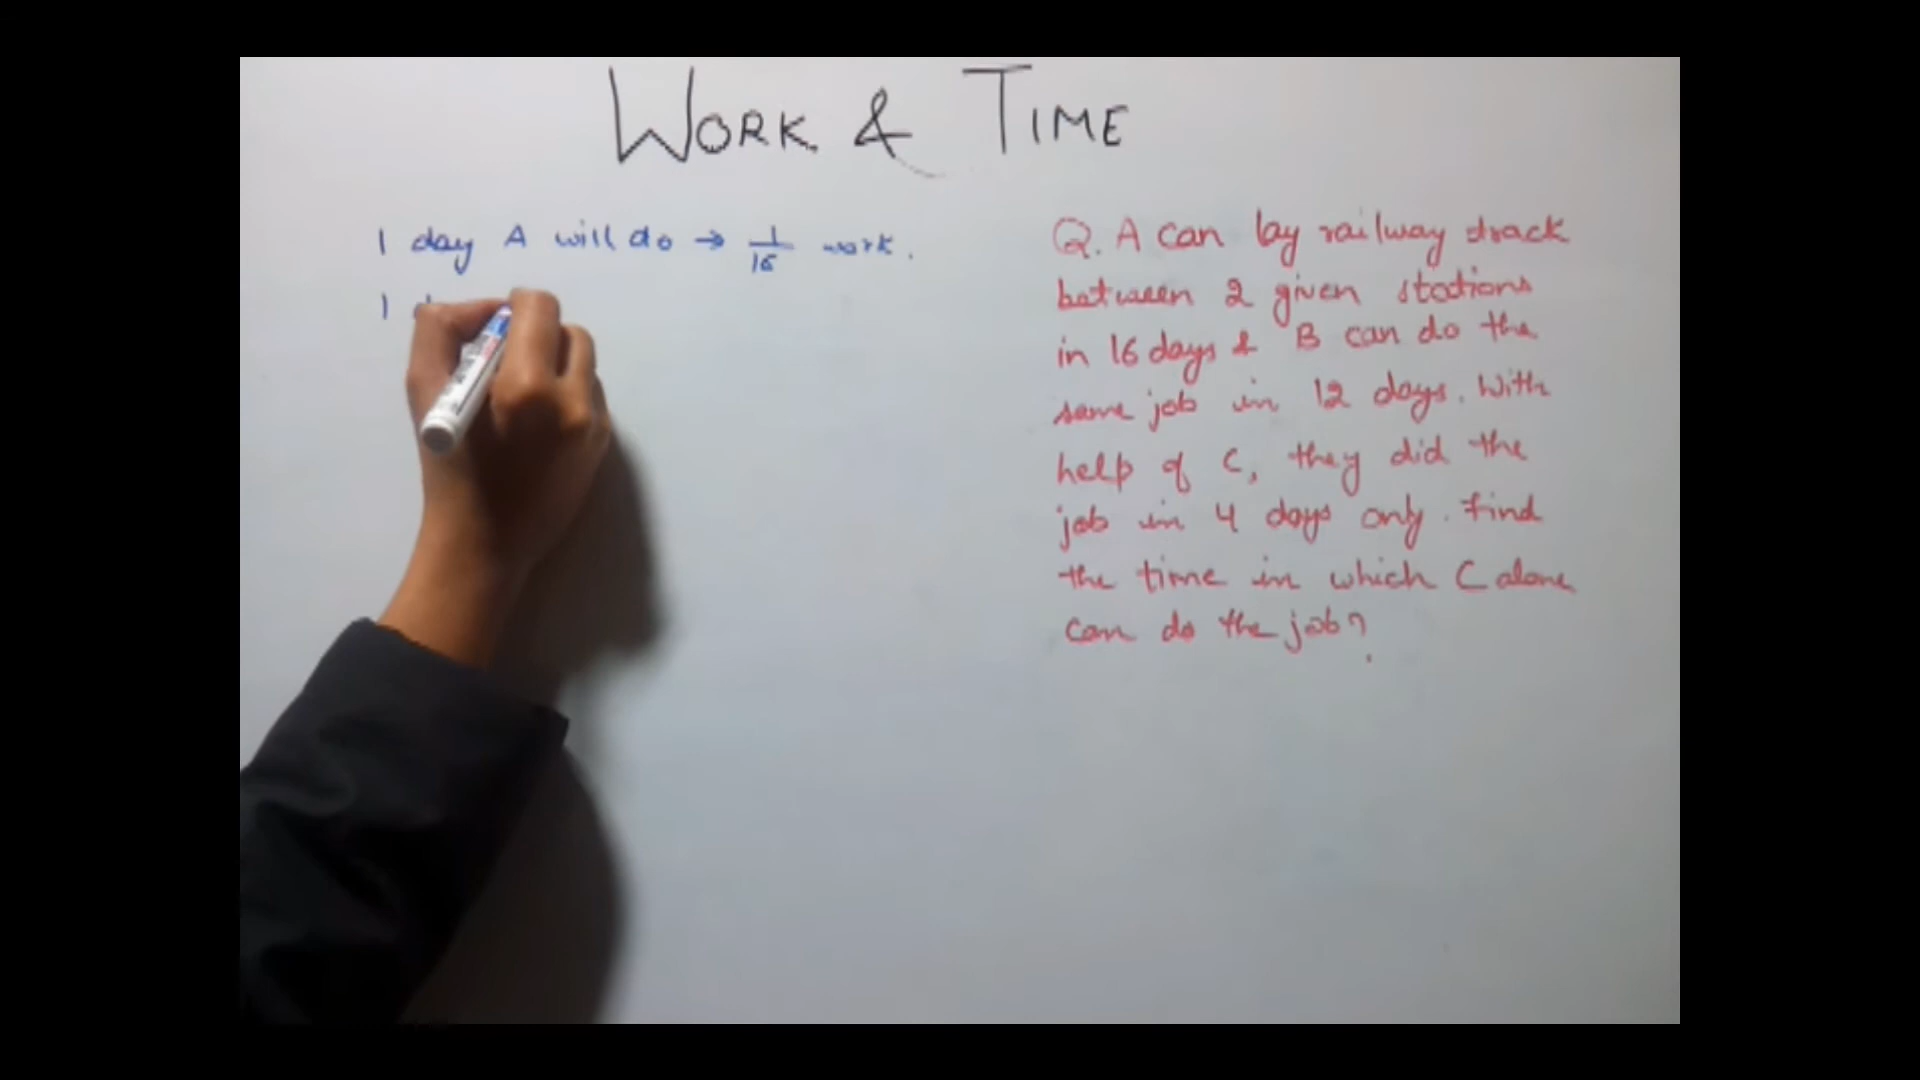 WORK & TIME
1 day A will do → 1/16 work.
1 d
Q. A can lay railway track
between 2 given stations
in 16 days & B can do the
same job in 12 days. With
help of C, they did the
job in 4 days only. Find
the time in which C alone
can do the job?